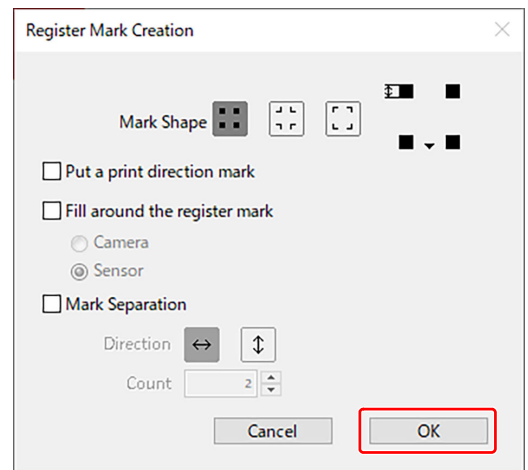 Register Mark Creation
Mark Shape
Put a print direction mark
Fill around the register mark
Camera
Sensor
Mark Separation
Direction
Count 2
Cancel OK